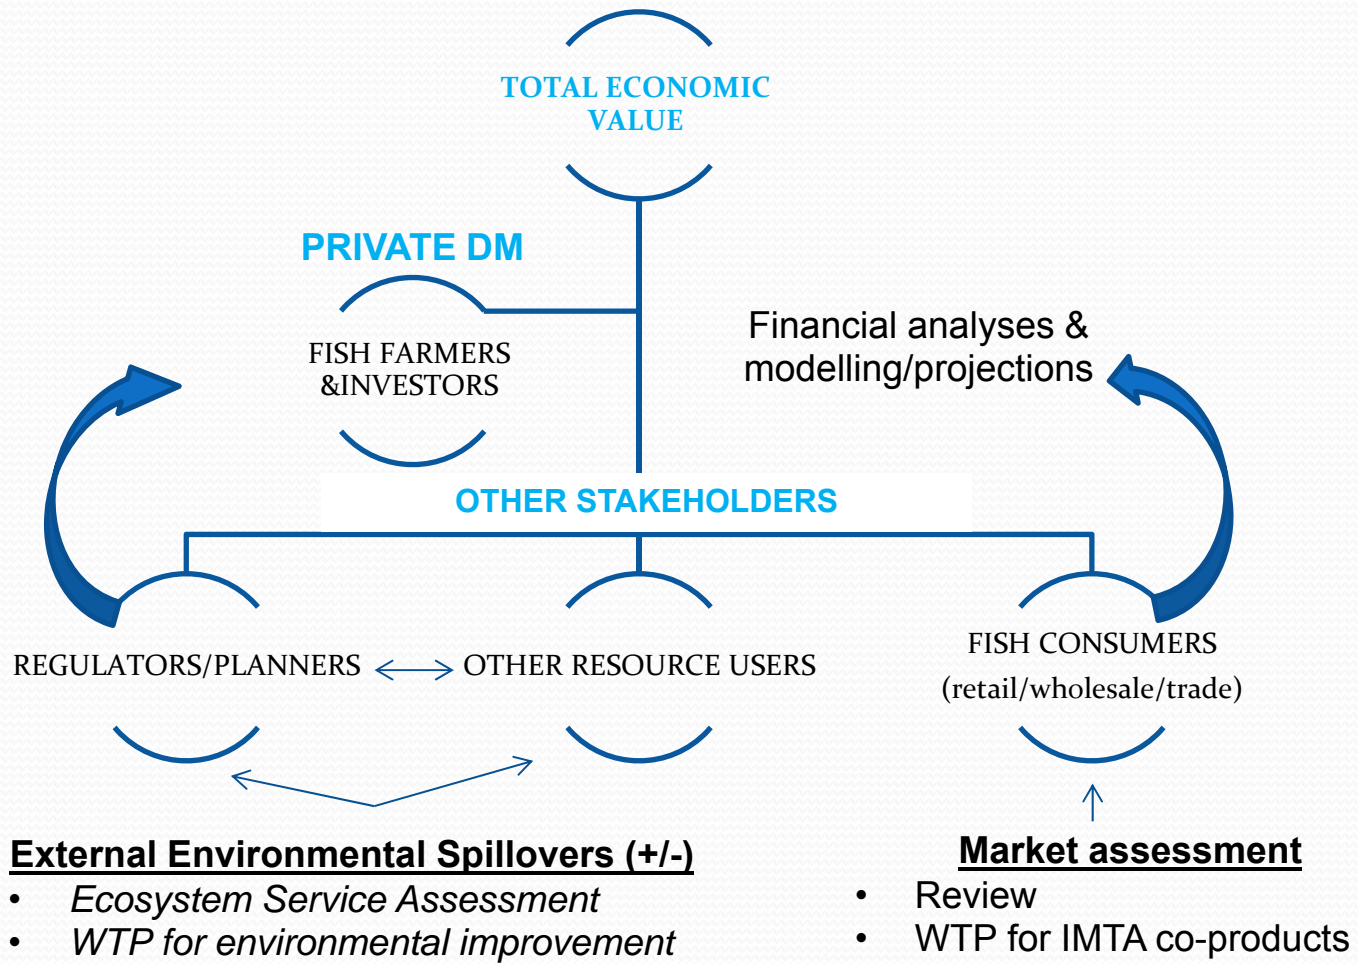 TOTAL ECONOMIC
VALUE
PRIVATE DM
FISH FARMERS
&INVESTORS
Financial analyses &
modelling/projections
OTHER STAKEHOLDERS
REGULATORS/PLANNERS
OTHER RESOURCE USERS
FISH CONSUMERS
(retail/wholesale/trade)
External Environmental Spillovers (+/-)
• Ecosystem Service Assessment
• WTP for environmental improvement
Market assessment
• Review
• WTP for IMTA co-products